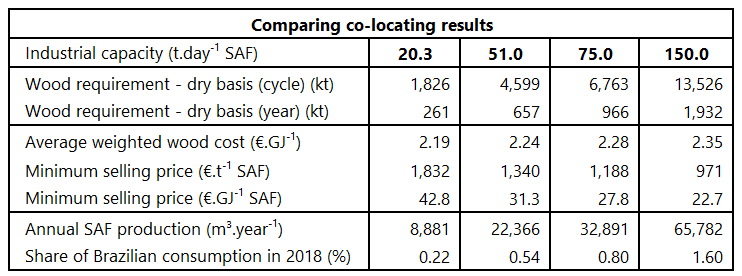 Comparing co-locating results
Industrial capacity (t.day⁻¹ SAF) 20.3 51.0 75.0 150.0
Wood requirement - dry basis (cycle) (kt) 1,826 4,599 6,763 13,526
Wood requirement - dry basis (year) (kt) 261 657 966 1,932
Average weighted wood cost (€.GJ⁻¹) 2.19 2.24 2.28 2.35
Minimum selling price (€.t⁻¹ SAF) 1,832 1,340 1,188 971
Minimum selling price (€.GJ⁻¹ SAF) 42.8 31.3 27.8 22.7
Annual SAF production (m³.year⁻¹) 8,881 22,366 32,891 65,782
Share of Brazilian consumption in 2018 (%) 0.22 0.54 0.80 1.60